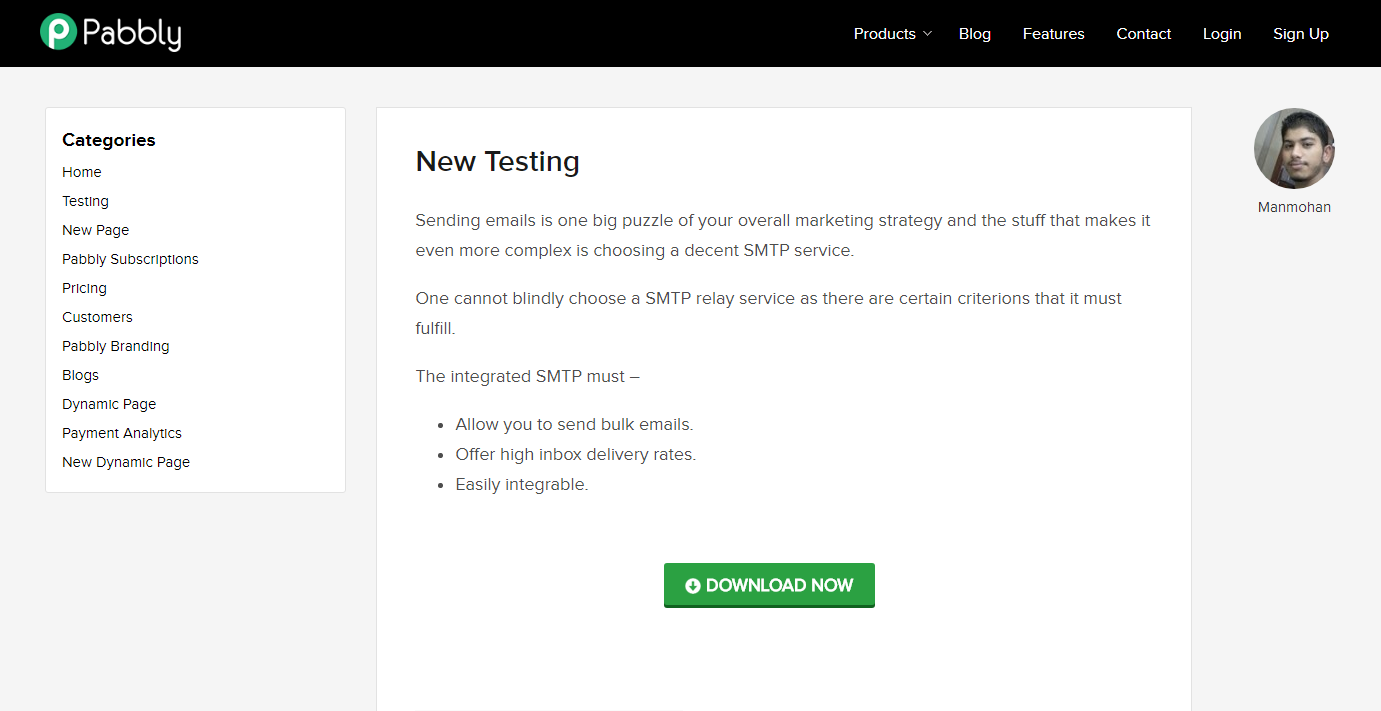 Pabbly
Products Blog Features Contact Login Sign Up
Categories
Home
Testing
New Page
Pabbly Subscriptions
Pricing
Customers
Pabbly Branding
Blogs
Dynamic Page
Payment Analytics
New Dynamic Page
New Testing
Sending emails is one big puzzle of your overall marketing strategy and the stuff that makes it
even more complex is choosing a decent SMTP service.
One cannot blindly choose a SMTP relay service as there are certain criterions that it must
fulfill.
The integrated SMTP must –
• Allow you to send bulk emails.
• Offer high inbox delivery rates.
• Easily integrable.
DOWNLOAD NOW
Manmohan